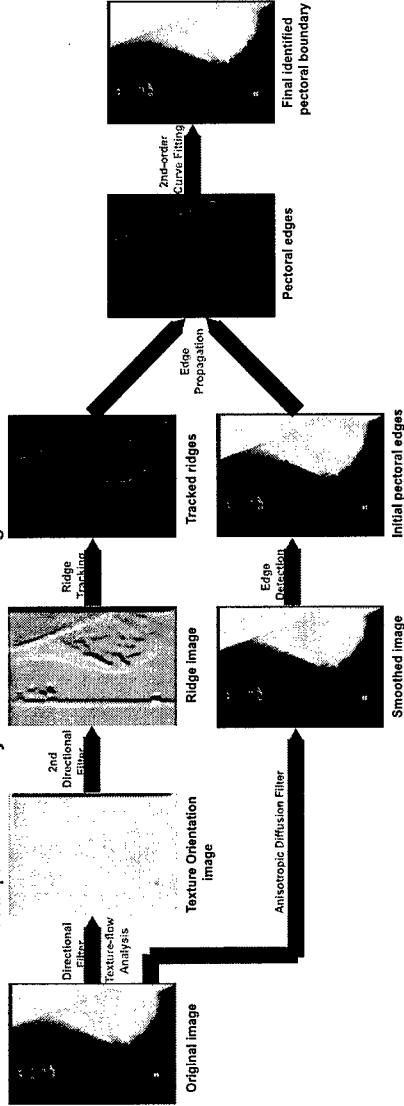 Original image
Directional
Filter
Texture-flow
Analysis
Texture Orientation
image
2nd
Directional
Filter
Ridge image
Ridge
Tracking
Tracked ridges
Anisotropic Diffusion Filter
Smoothed image
Edge
Detection
Initial pectoral edges
Edge
Propagation
Pectoral edges
2nd-order
Curve Fitting
Final identified
pectoral boundary